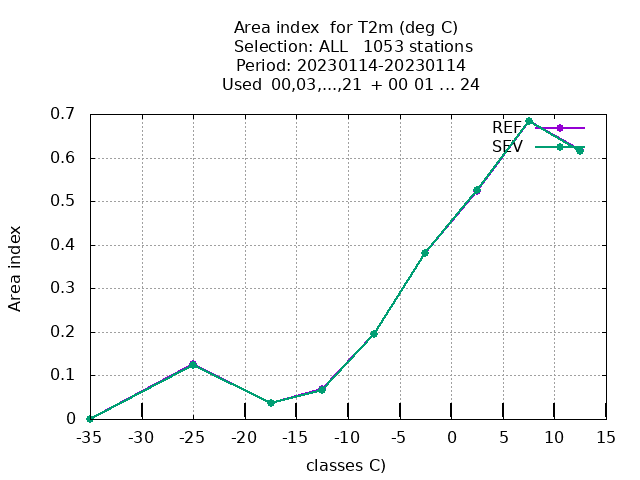 Area index  for T2m (deg C)
Selection: ALL   1053 stations
Period: 20230114-20230114
Used  00,03,...,21  + 00 01 ... 24
0.7
0.6
0.5
0.4
0.3
0.2
0.1
0
Area index
REF
SEV
-35 -30 -25 -20 -15 -10 -5 0 5 10 15
classes C)